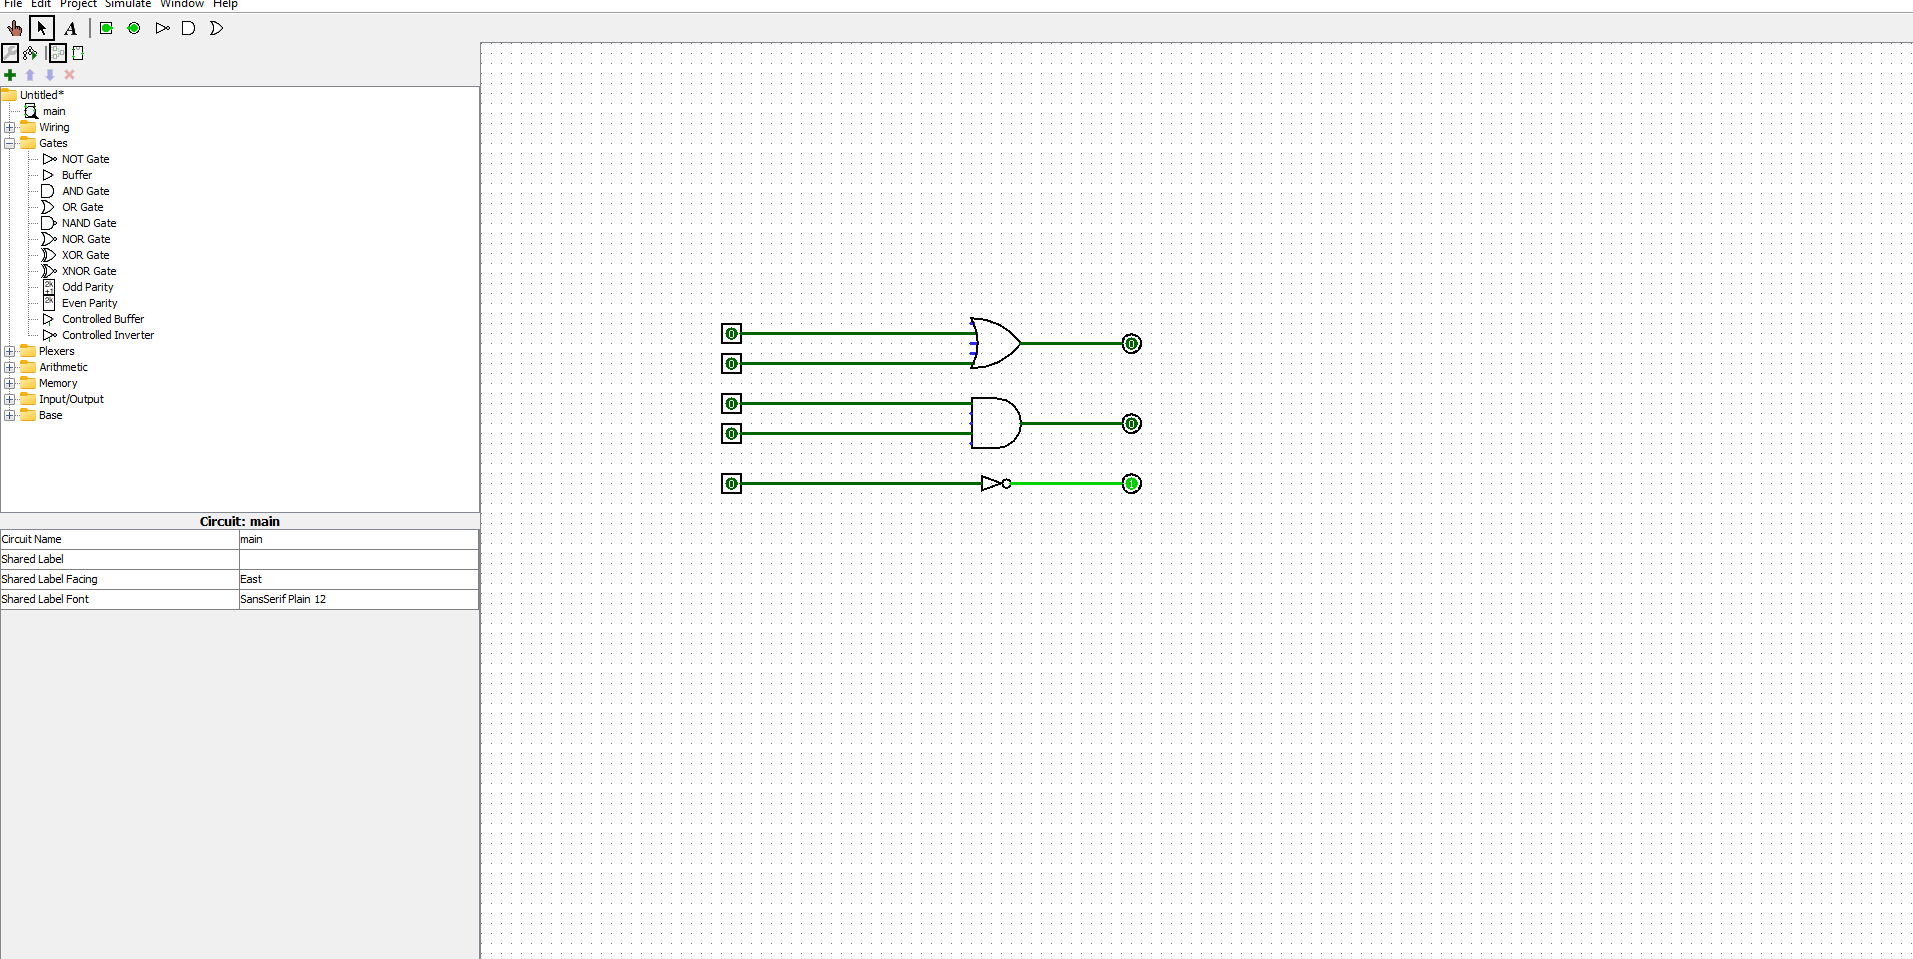 File Edit Project Simulate Window Help
A
Untitled*
main
Wiring
Gates
NOT Gate
Buffer
AND Gate
OR Gate
NAND Gate
NOR Gate
XOR Gate
XNOR Gate
2k
+1
Odd Parity
2k
Even Parity
Controlled Buffer
Controlled Inverter
Plexers
Arithmetic
Memory
Input/Output
Base
Circuit: main
Circuit Name main
Shared Label
Shared Label Facing East
Shared Label Font SansSerif Plain 12
0
0
0
0
0
0
0
1